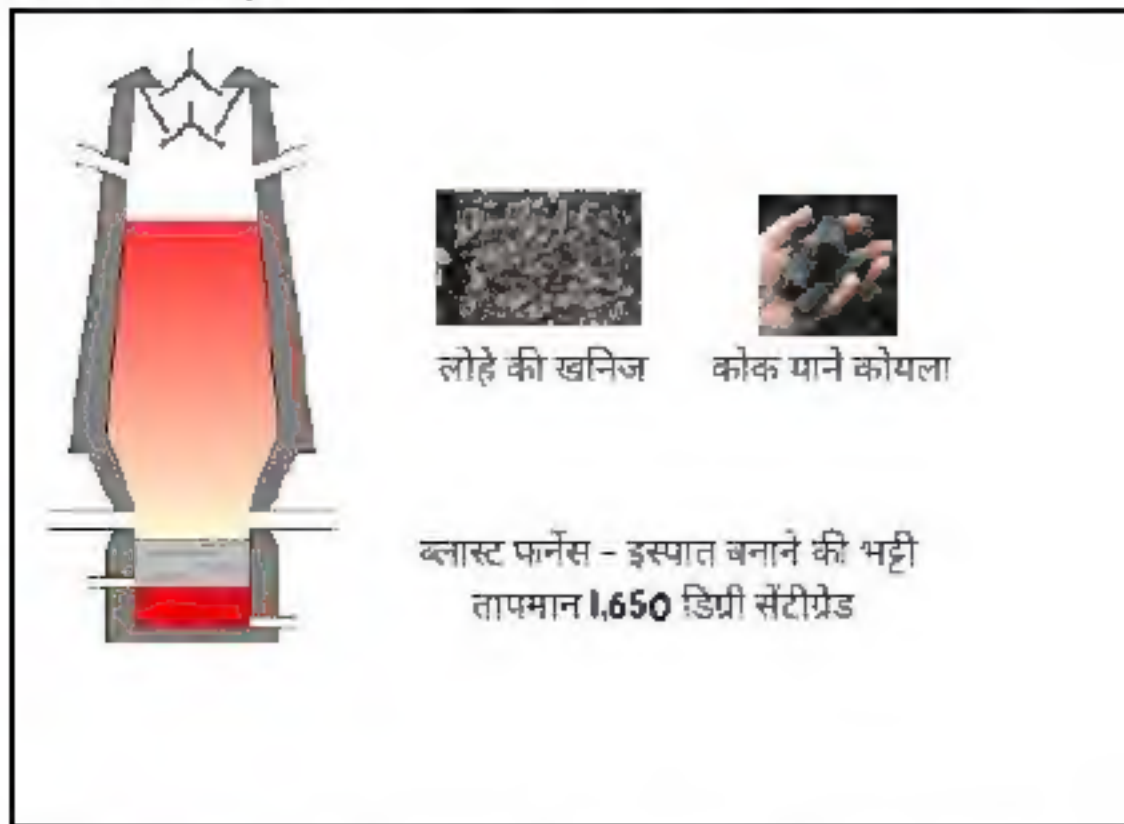 लोहे की खनिज
कोक याने कोयला
ब्लास्ट फर्नेस – इस्पात बनाने की भट्टी
तापमान 1,650 डिग्री सेंटीग्रेड